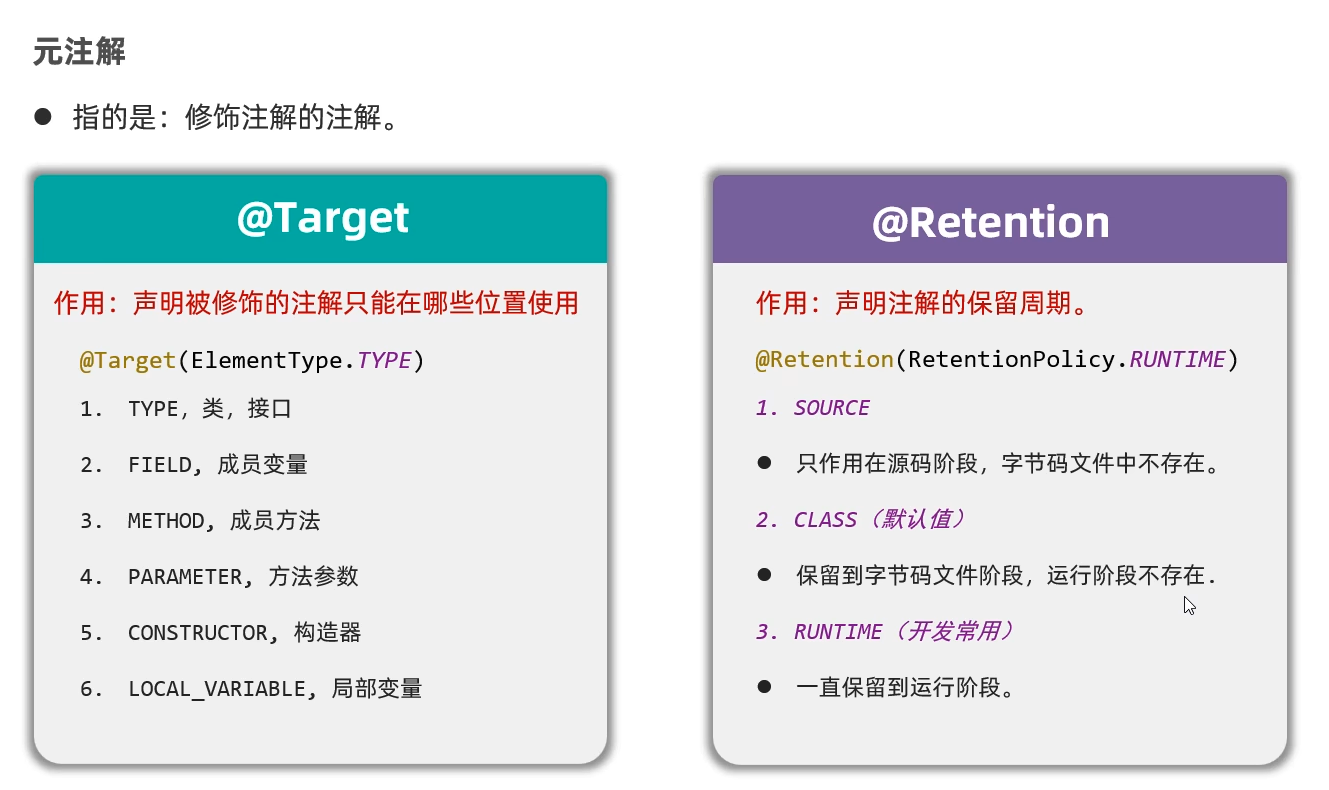 元注解
● 指的是：修饰注解的注解。
@Target
作用：声明被修饰的注解只能在哪些位置使用
@Target(ElementType.TYPE)
1. TYPE，类，接口
2. FIELD, 成员变量
3. METHOD, 成员方法
4. PARAMETER, 方法参数
5. CONSTRUCTOR, 构造器
6. LOCAL_VARIABLE, 局部变量
@Retention
作用：声明注解的保留周期。
@Retention(RetentionPolicy.RUNTIME)
1. SOURCE
● 只作用在源码阶段，字节码文件中不存在。
2. CLASS（默认值）
● 保留到字节码文件阶段，运行阶段不存在.
3. RUNTIME（开发常用）
● 一直保留到运行阶段。